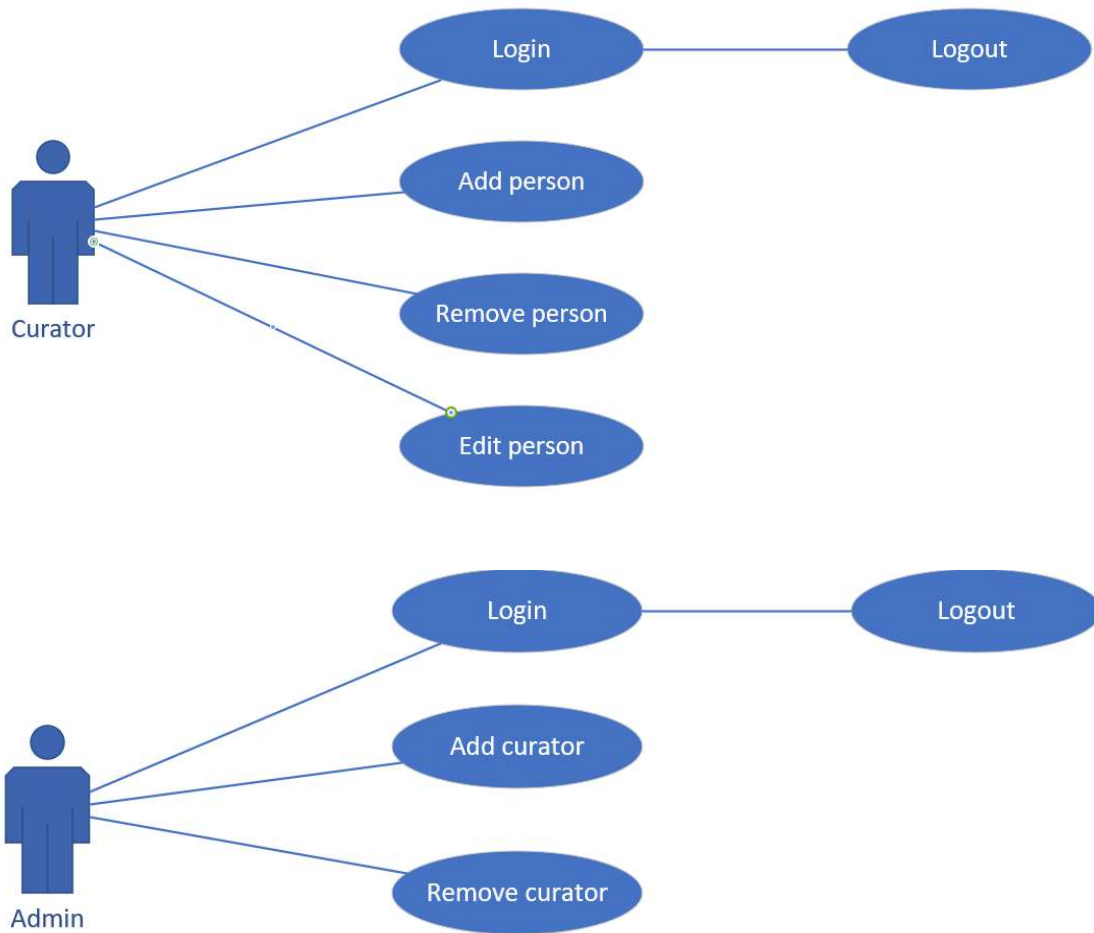 Login
Logout
Add person
Remove person
Edit person
Curator
Login
Logout
Add curator
Remove curator
Admin